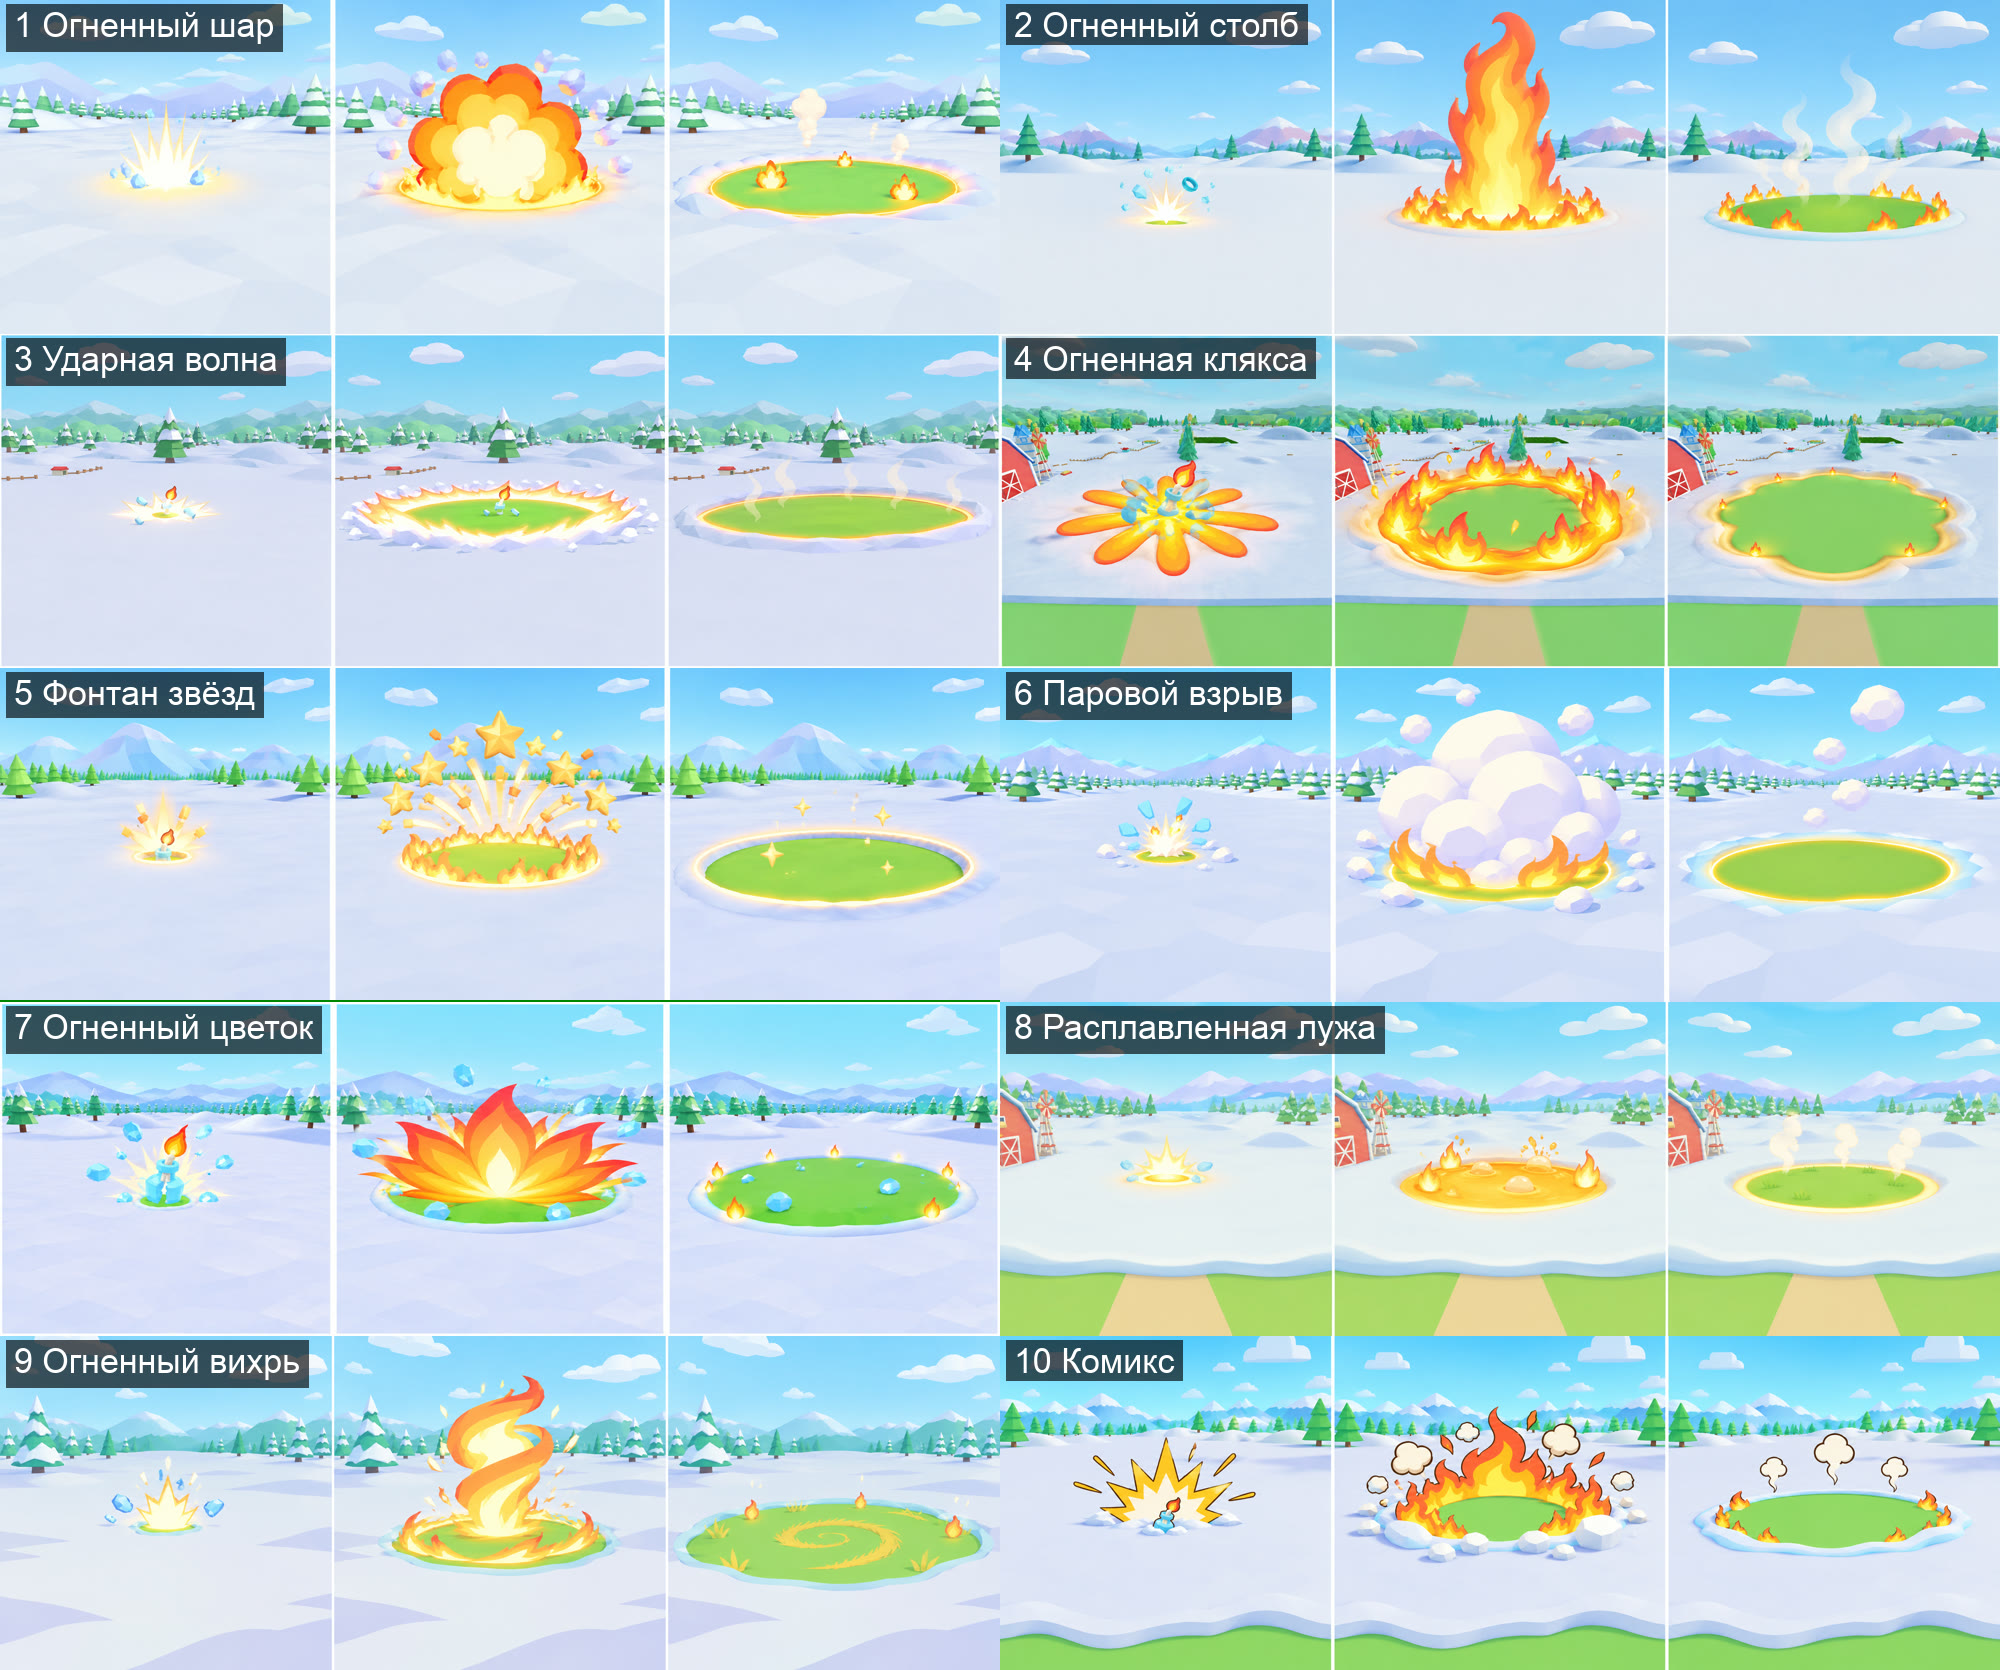 1 Огненный шар
2 Огненный столб
3 Ударная волна
4 Огненная клякса
5 Фонтан звёзд
6 Паровой взрыв
7 Огненный цветок
8 Расплавленная лужа
9 Огненный вихрь
10 Комикс